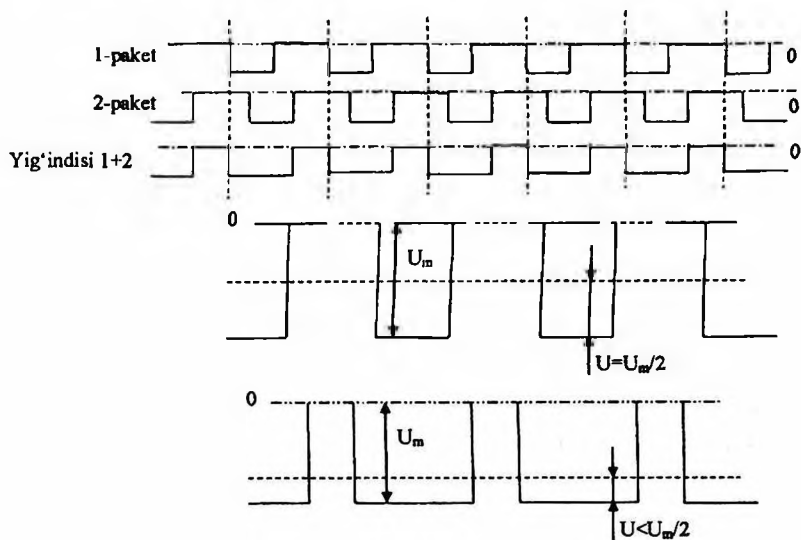 1-paket 0
2-paket 0
Yig‘indisi 1+2 0
0
Uₘ
U=Uₘ/2
0
Uₘ
U<Uₘ/2